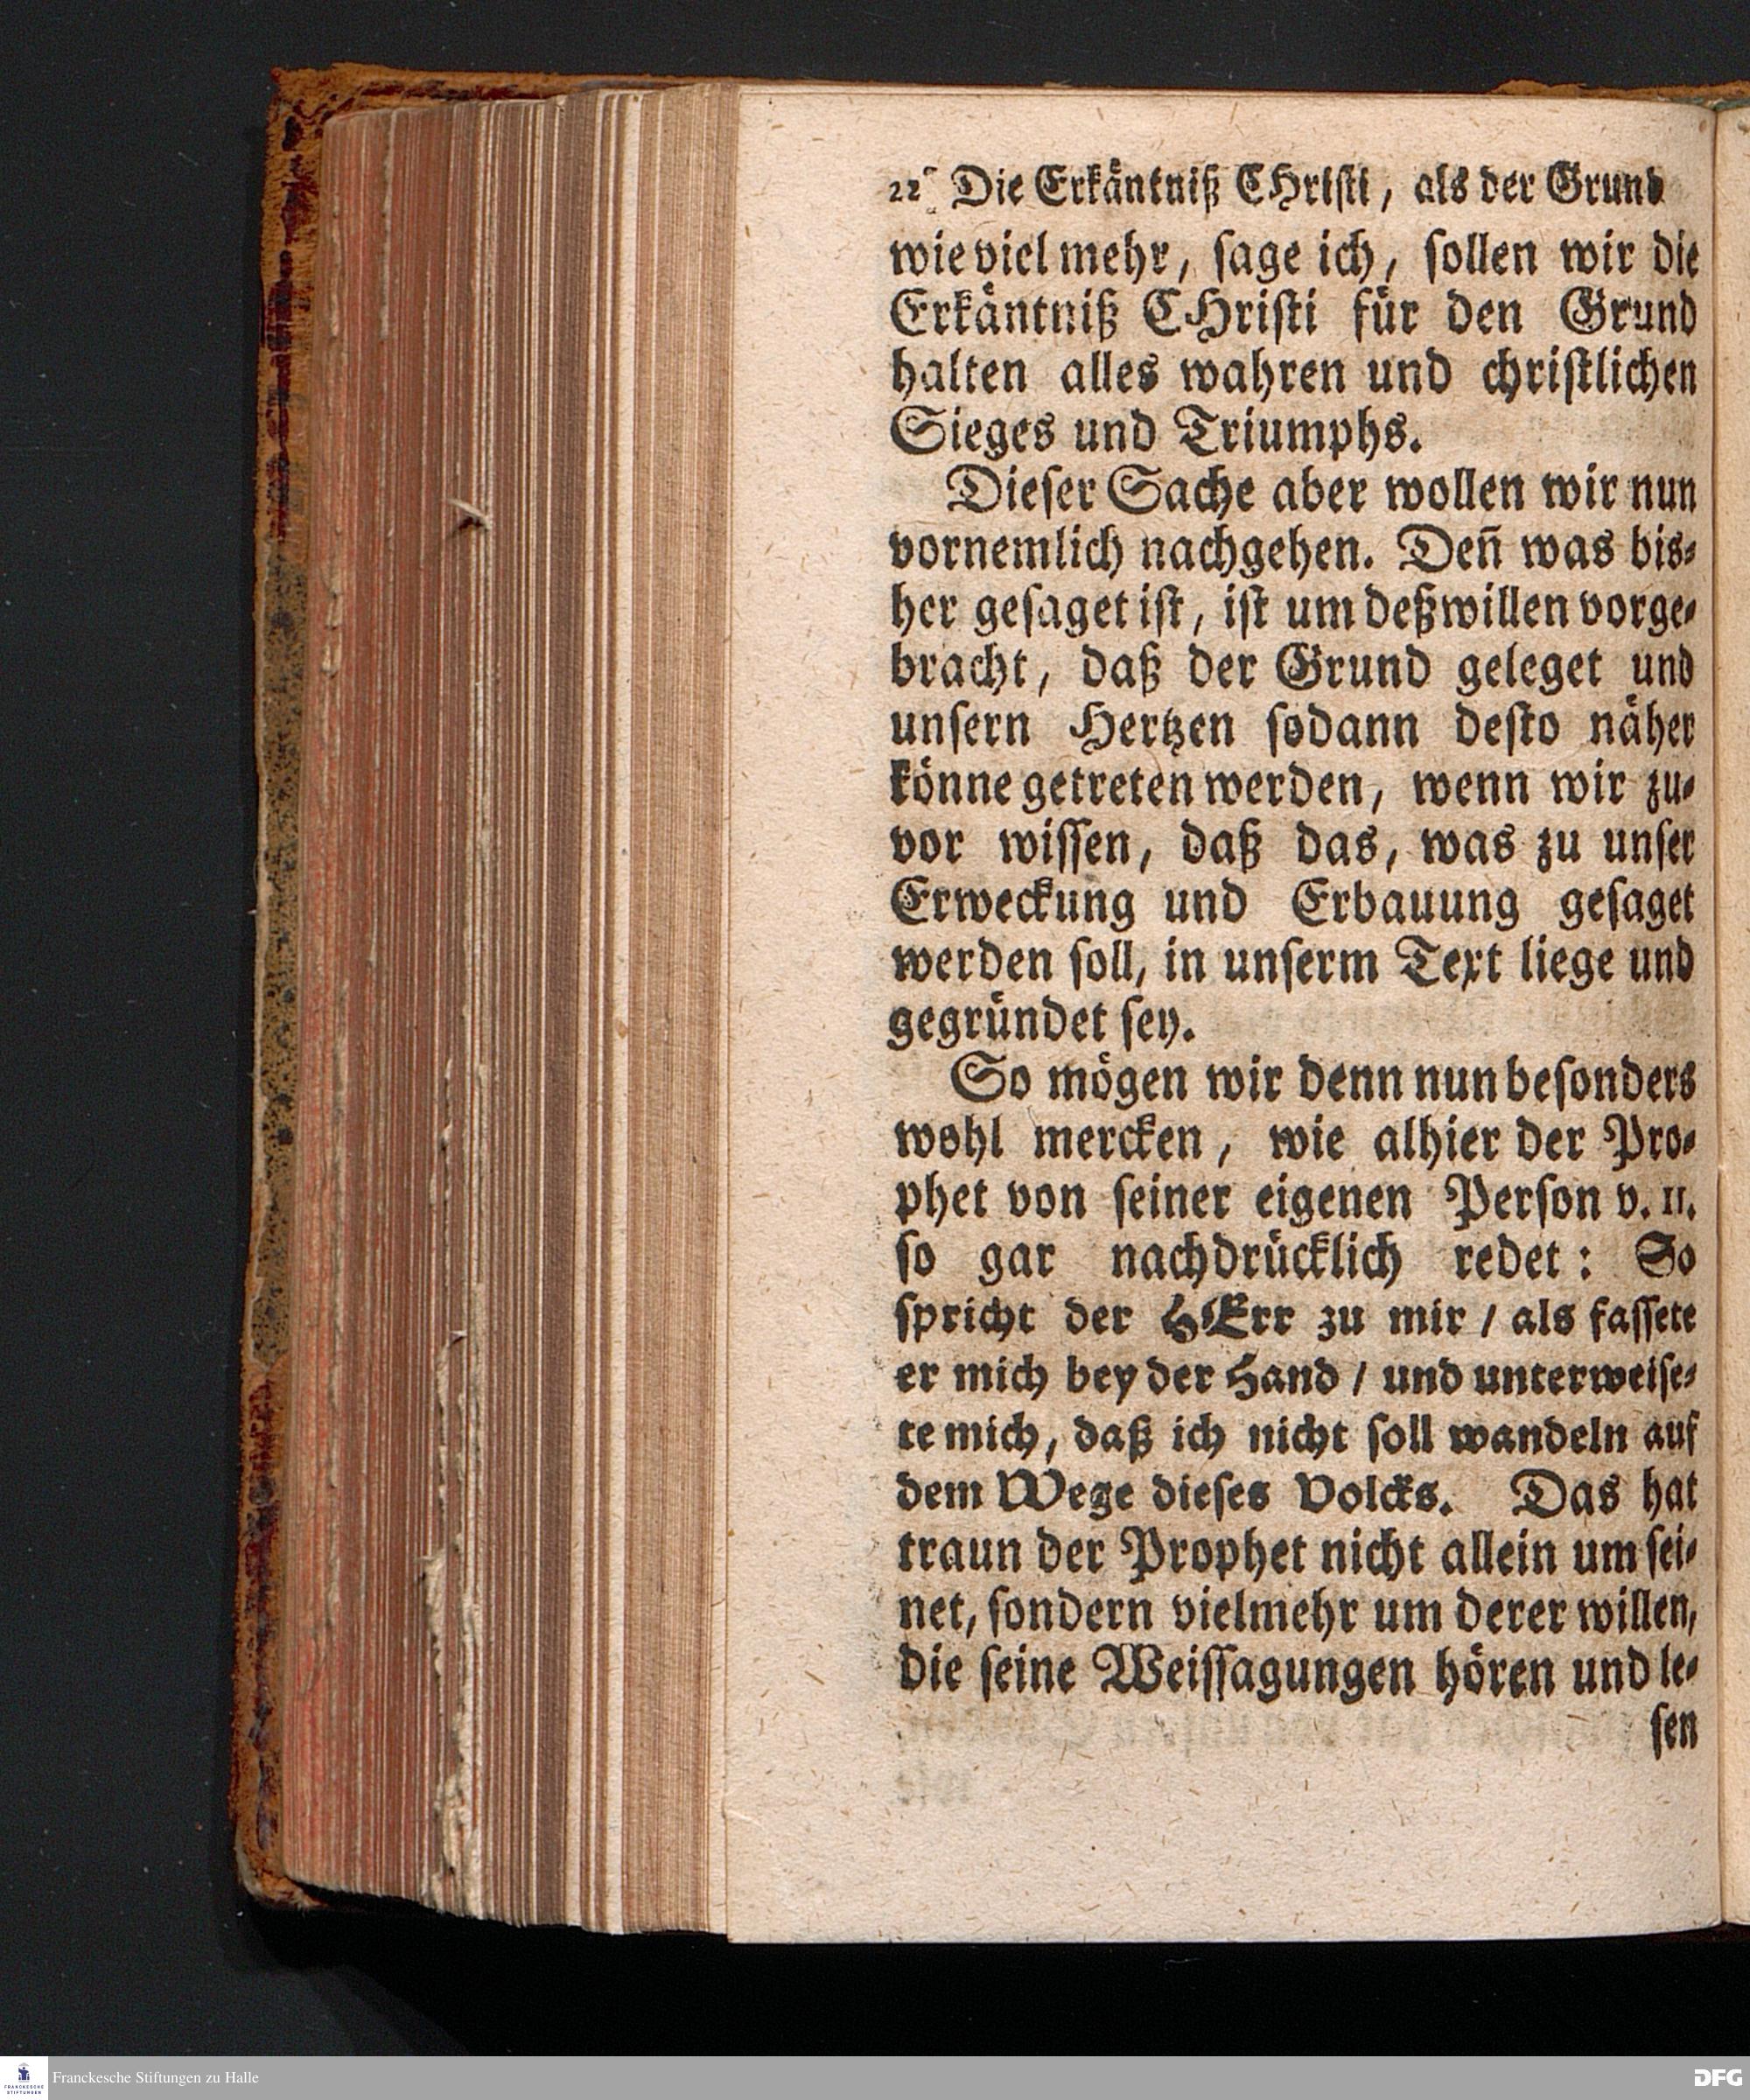 22 Die Erkäntniß CHristi, als der Grund
wie viel mehr, sage ich, sollen wir die
Erkäntniß CHristi für den Grund
halten alles wahren und christlichen
Sieges und Triumphs.
Dieser Sache aber wollen wir nun
vornemlich nachgehen. Deñ was bis-
her gesaget ist, ist um deßwillen vorge-
bracht, daß der Grund geleget und
unsern Hertzen sodann desto näher
könne getreten werden, wenn wir zu-
vor wissen, daß das, was zu unser
Erweckung und Erbauung gesaget
werden soll, in unserm Text liege und
gegründet sey.
So mögen wir denn nun besonders
wohl mercken, wie alhier der Pro-
phet von seiner eigenen Person v. 11.
so gar nachdrücklich redet: So
spricht der HErr zu mir / als fassete
er mich bey der Hand / und unterweise-
te mich, daß ich nicht soll wandeln auf
dem Wege dieses Volcks. Das hat
traun der Prophet nicht allein um sei-
net, sondern vielmehr um derer willen,
die seine Weissagungen hören und le-
sen
FRANCKESCHE
STIFTUNGEN
Franckesche Stiftungen zu Halle
DFG